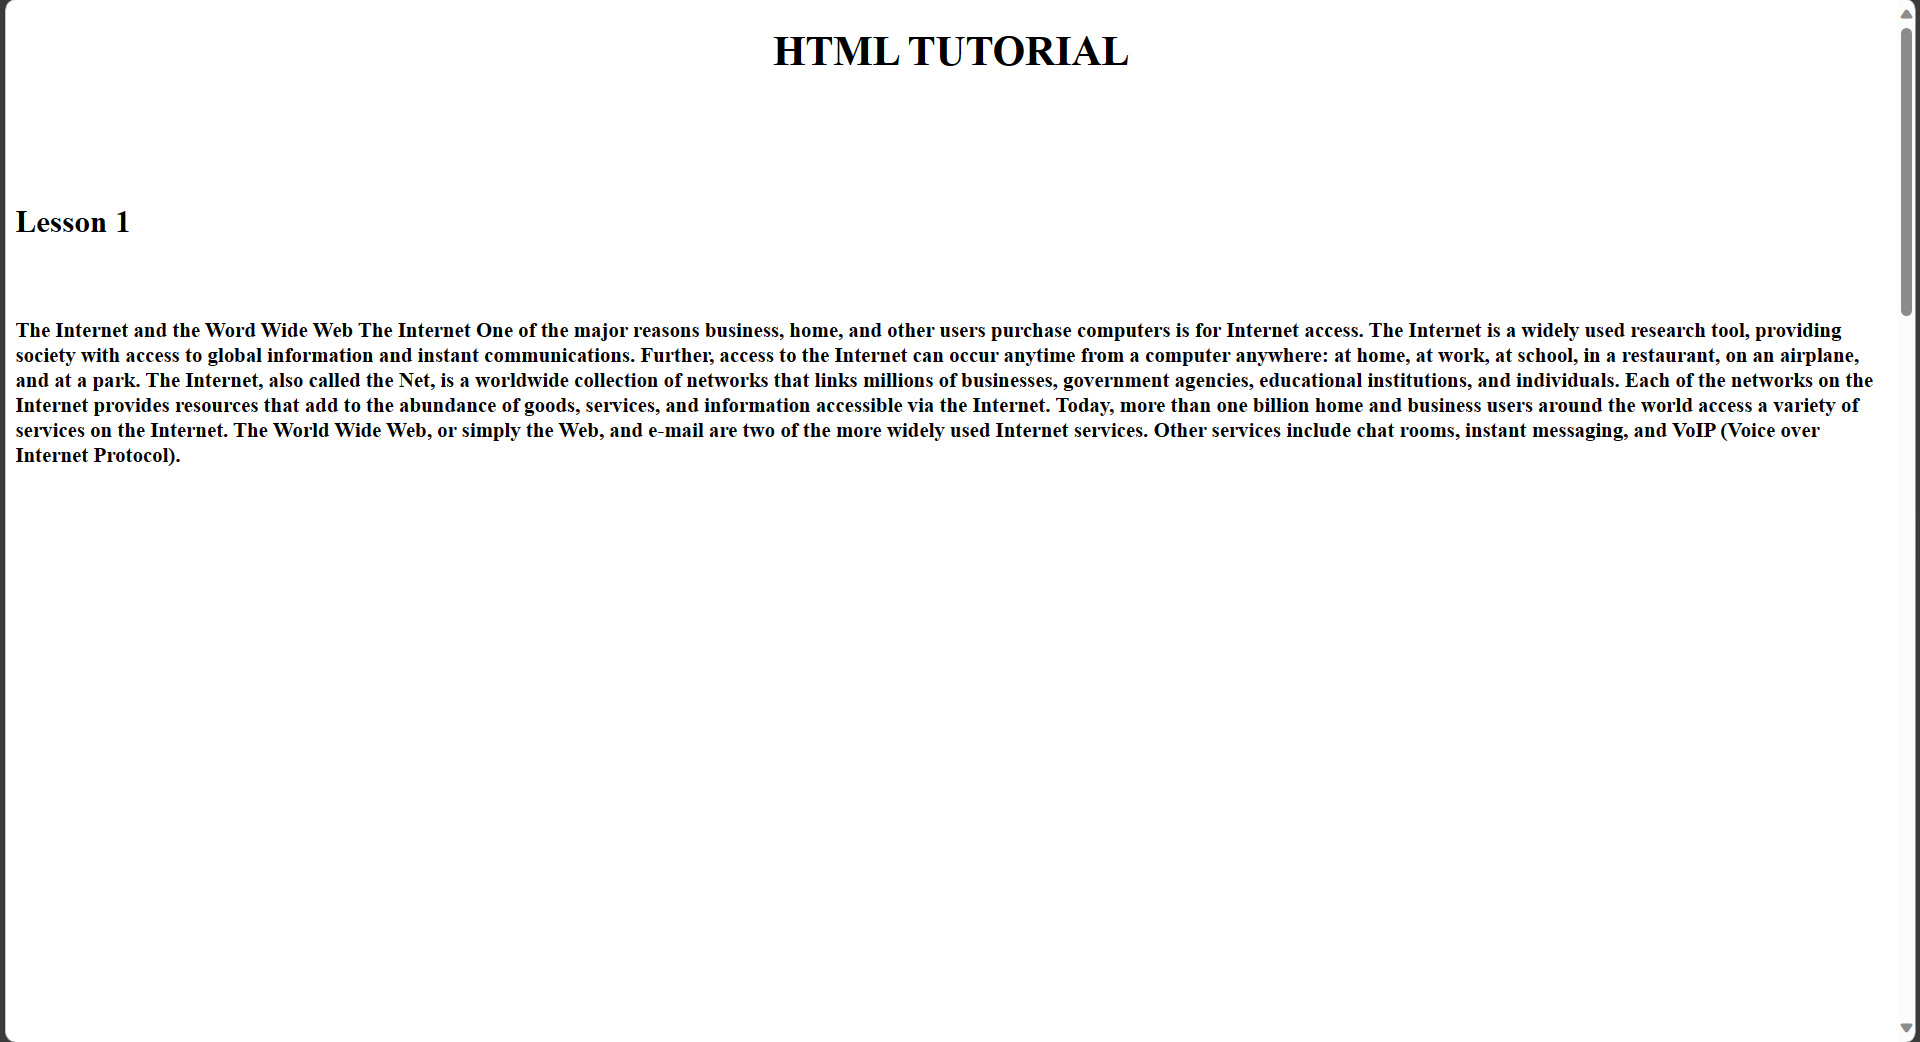 HTML TUTORIAL
Lesson 1
The Internet and the Word Wide Web The Internet One of the major reasons business, home, and other users purchase computers is for Internet access. The Internet is a widely used research tool, providing
society with access to global information and instant communications. Further, access to the Internet can occur anytime from a computer anywhere: at home, at work, at school, in a restaurant, on an airplane,
and at a park. The Internet, also called the Net, is a worldwide collection of networks that links millions of businesses, government agencies, educational institutions, and individuals. Each of the networks on the
Internet provides resources that add to the abundance of goods, services, and information accessible via the Internet. Today, more than one billion home and business users around the world access a variety of
services on the Internet. The World Wide Web, or simply the Web, and e-mail are two of the more widely used Internet services. Other services include chat rooms, instant messaging, and VoIP (Voice over
Internet Protocol).